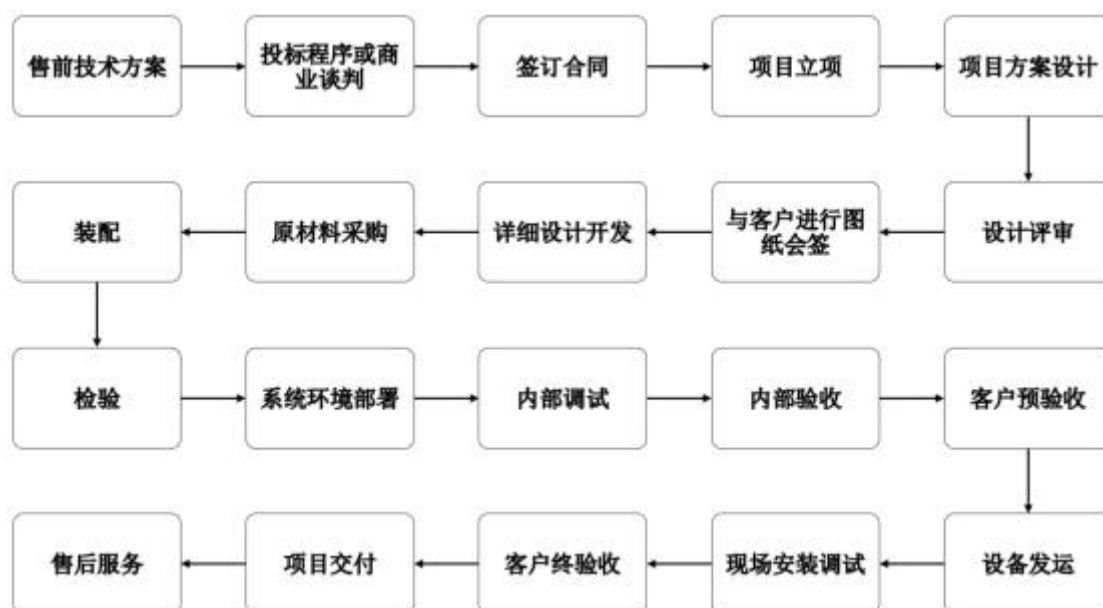 售前技术方案
投标程序或商
业谈判
签订合同
项目立项
项目方案设计
装配
原材料采购
详细设计开发
与客户进行图
纸会签
设计评审
检验
系统环境部署
内部调试
内部验收
客户预验收
售后服务
项目交付
客户终验收
现场安装调试
设备发运